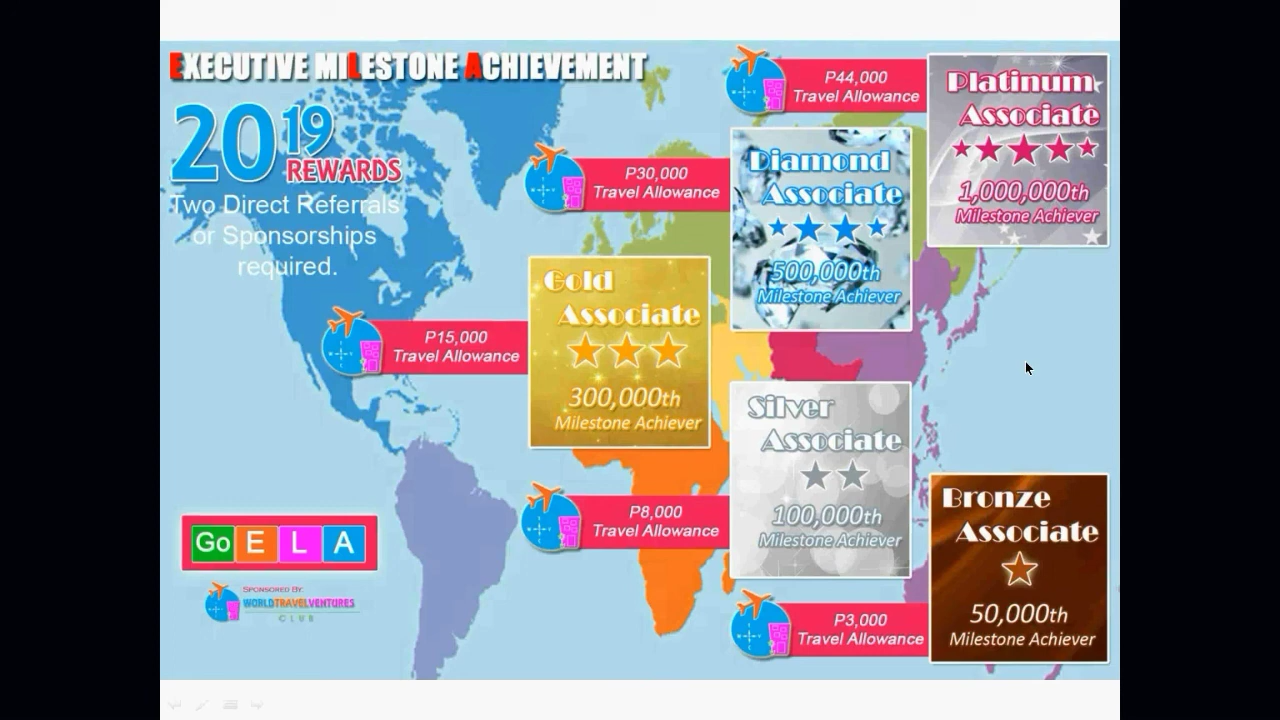 EXECUTIVE MILESTONE ACHIEVEMENT
2019
REWARDS
Two Direct Referrals
or Sponsorships
required.
P44,000
Travel Allowance
Platinum
Associate
1,000,000th
Milestone Achiever
P30,000
Travel Allowance
Diamond
Associate
500,000th
Milestone Achiever
P15,000
Travel Allowance
Gold
Associate
300,000th
Milestone Achiever
P8,000
Travel Allowance
Silver
Associate
100,000th
Milestone Achiever
P3,000
Travel Allowance
Bronze
Associate
50,000th
Milestone Achiever
Go E L A
SPONSORED BY:
WORLDTRAVELVENTURES
CLUB